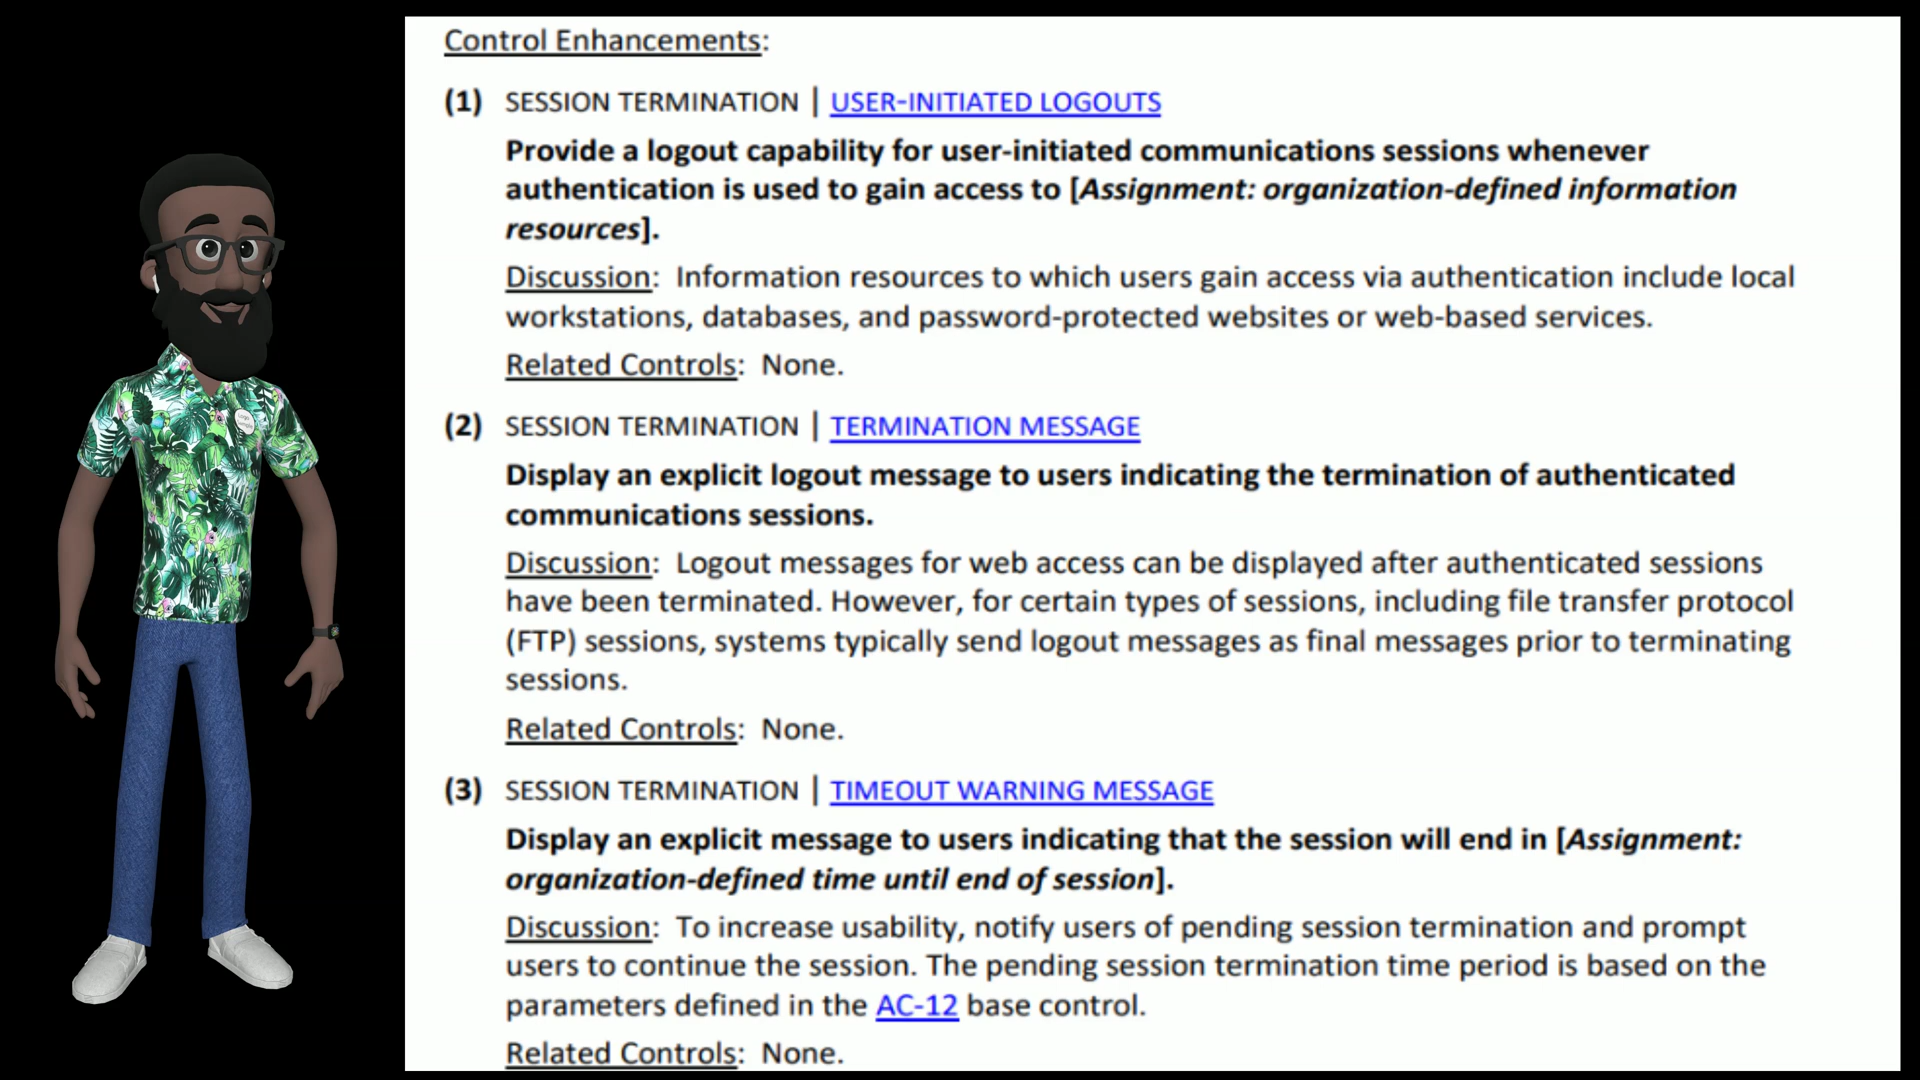 Control Enhancements:
(1) SESSION TERMINATION | USER-INITIATED LOGOUTS
Provide a logout capability for user-initiated communications sessions whenever
authentication is used to gain access to [Assignment: organization-defined information
resources].
Discussion: Information resources to which users gain access via authentication include local
workstations, databases, and password-protected websites or web-based services.
Related Controls: None.
(2) SESSION TERMINATION | TERMINATION MESSAGE
Display an explicit logout message to users indicating the termination of authenticated
communications sessions.
Discussion: Logout messages for web access can be displayed after authenticated sessions
have been terminated. However, for certain types of sessions, including file transfer protocol
(FTP) sessions, systems typically send logout messages as final messages prior to terminating
sessions.
Related Controls: None.
(3) SESSION TERMINATION | TIMEOUT WARNING MESSAGE
Display an explicit message to users indicating that the session will end in [Assignment:
organization-defined time until end of session].
Discussion: To increase usability, notify users of pending session termination and prompt
users to continue the session. The pending session termination time period is based on the
parameters defined in the AC-12 base control.
Related Controls: None.